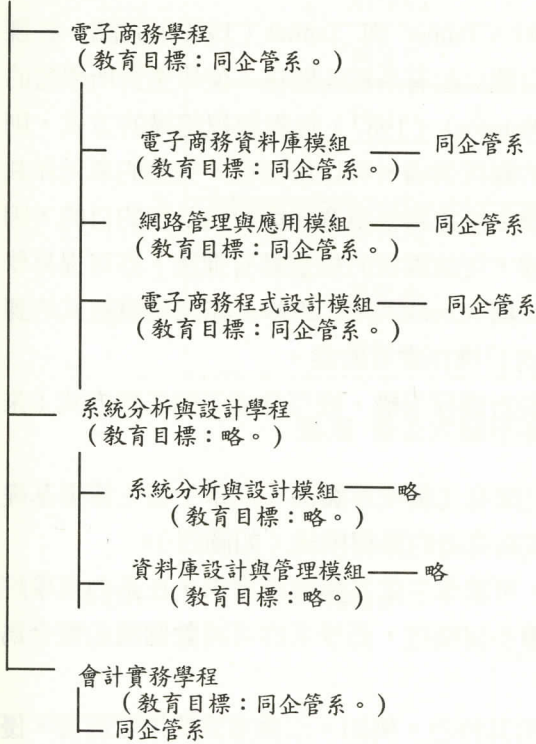 電子商務學程
(教育目標：同企管系。)
電子商務資料庫模組 —— 同企管系
(教育目標：同企管系。)
網路管理與應用模組 —— 同企管系
(教育目標：同企管系。)
電子商務程式設計模組—— 同企管系
(教育目標：同企管系。)
系統分析與設計學程
(教育目標：略。)
系統分析與設計模組——略
(教育目標：略。)
資料庫設計與管理模組——略
(教育目標：略。)
會計實務學程
(教育目標：同企管系。)
同企管系